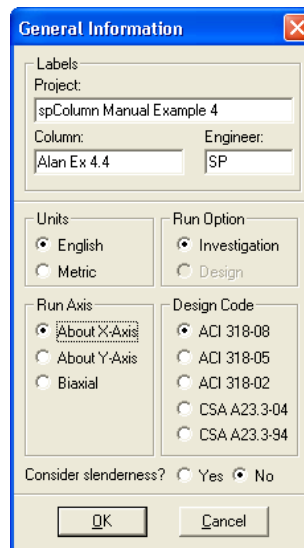 General Information
Labels
Project:
spColumn Manual Example 4
Column: Engineer:
Alan Ex 4.4 SP
Units Run Option
English Investigation
Metric Design
Run Axis Design Code
About X-Axis ACI 318-08
About Y-Axis ACI 318-05
Biaxial ACI 318-02
CSA A23.3-04
CSA A23.3-94
Consider slenderness? Yes No
OK Cancel